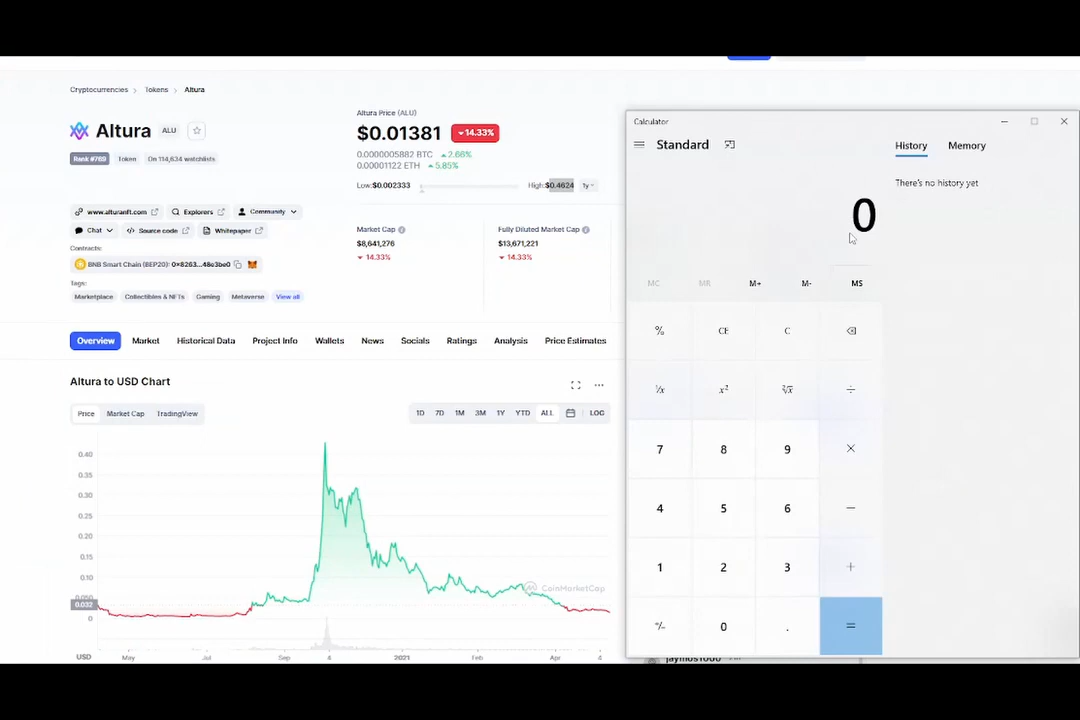 Cryptocurrencies > Tokens > Altura
Altura ALU
Rank #769 Token On 114,634 watchlists
Altura Price (ALU)
$0.01381 14.33%
0.0000005882 BTC 2.66%
0.00001122 ETH 5.85%
Low:$0.002333 High:$0.4624 1y
www.alturanft.com Explorers Community
Chat Source code Whitepaper
Contracts:
BNB Smart Chain (BEP20): 0x8263...48e3be0
Tags:
Marketplace Collectibles & NFTs Gaming Metaverse View all
Market Cap
$8,641,276
14.33%
Fully Diluted Market Cap
$13,671,221
14.33%
Overview Market Historical Data Project Info Wallets News Socials Ratings Analysis Price Estimates
Altura to USD Chart
Price Market Cap TradingView
1D 7D 1M 3M 1Y YTD ALL LOG
0.40
0.35
0.30
0.25
0.20
0.15
0.10
0.050
0.032
0
CoinMarketCap
USD May Jul Sep 4 2021 Feb Apr 4
Calculator
Standard
History Memory
There's no history yet
0
MC MR M+ M- MS
% CE C
¹/x x² ²√x ÷
7 8 9 ×
4 5 6 −
1 2 3 +
+/− 0 . =
jaymos1000